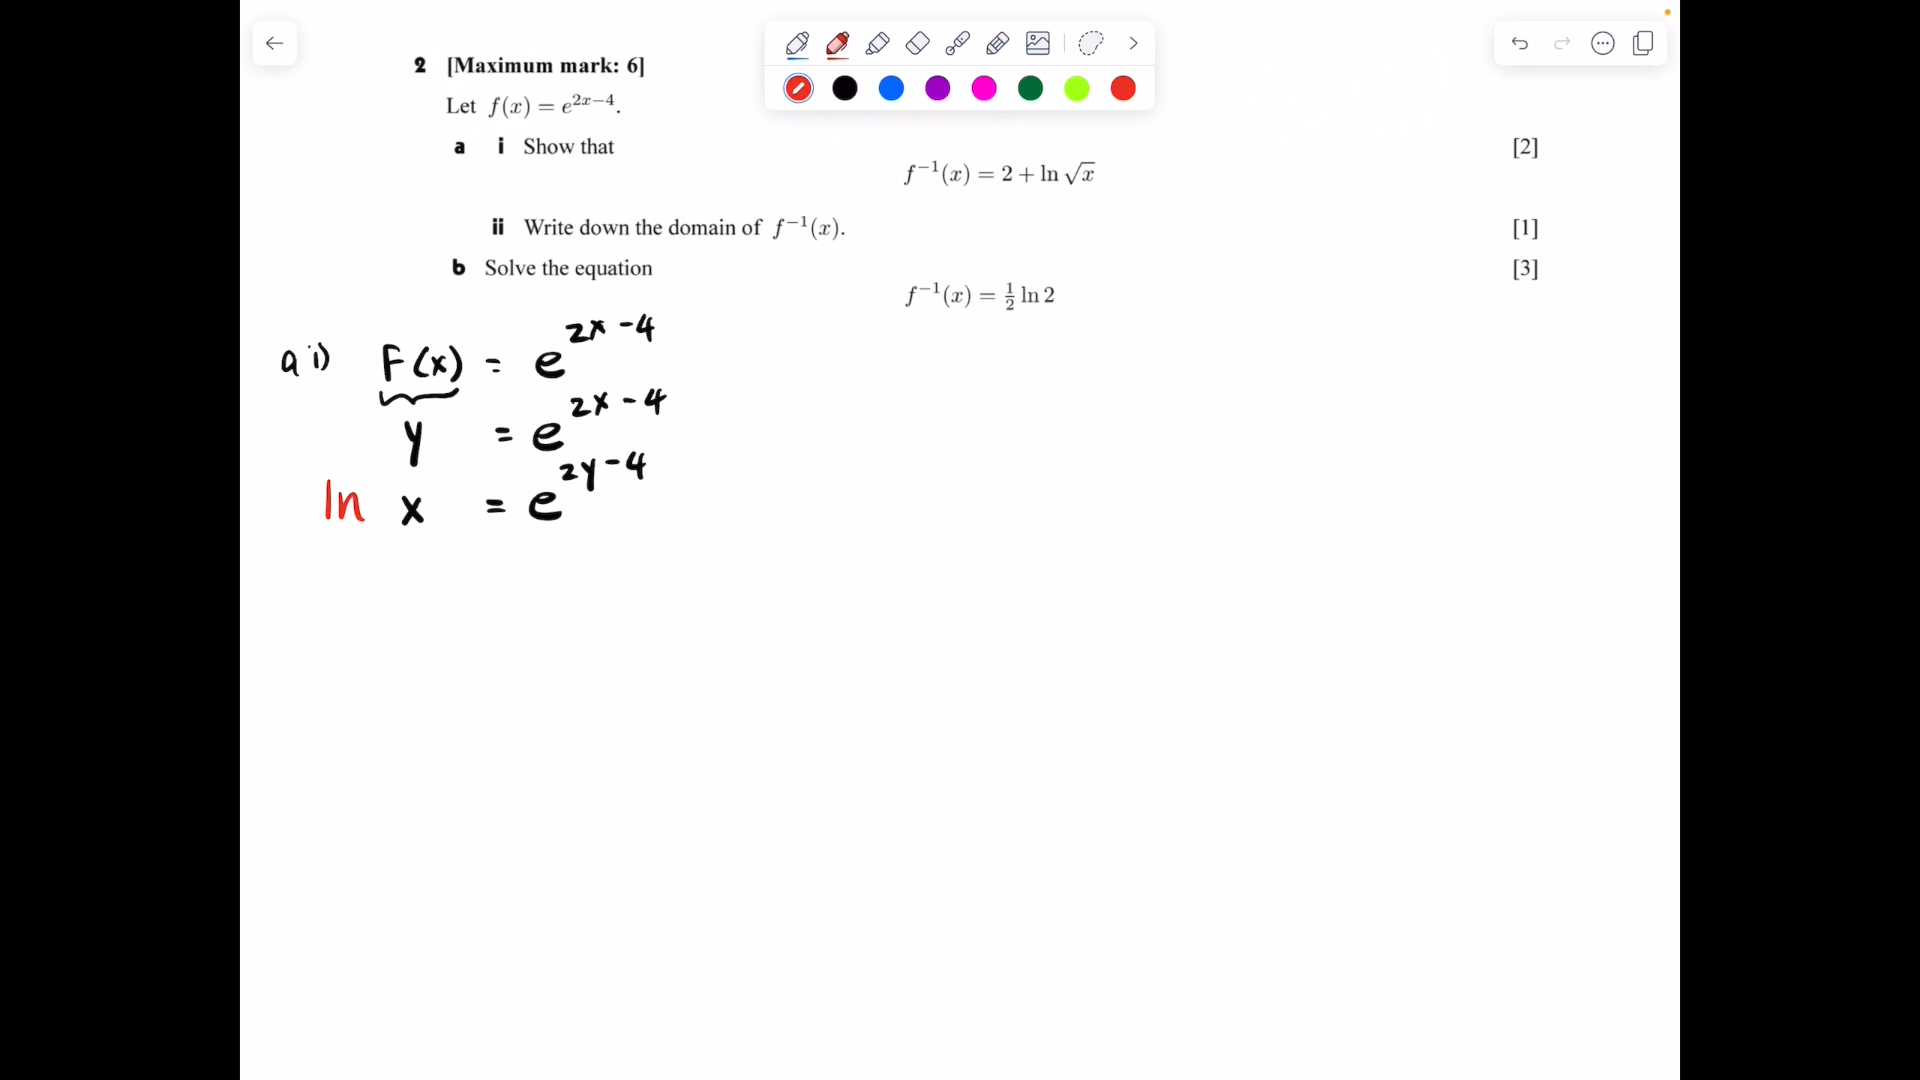 2 [Maximum mark: 6]
Let f(x) = e^{2x−4}.
a i Show that [2]
f^{−1}(x) = 2 + ln √x
ii Write down the domain of f^{−1}(x). [1]
b Solve the equation [3]
f^{−1}(x) = 1/2 ln 2
a i) F(x) = e^{2x-4}
y = e^{2x-4}
ln x = e^{2y-4}